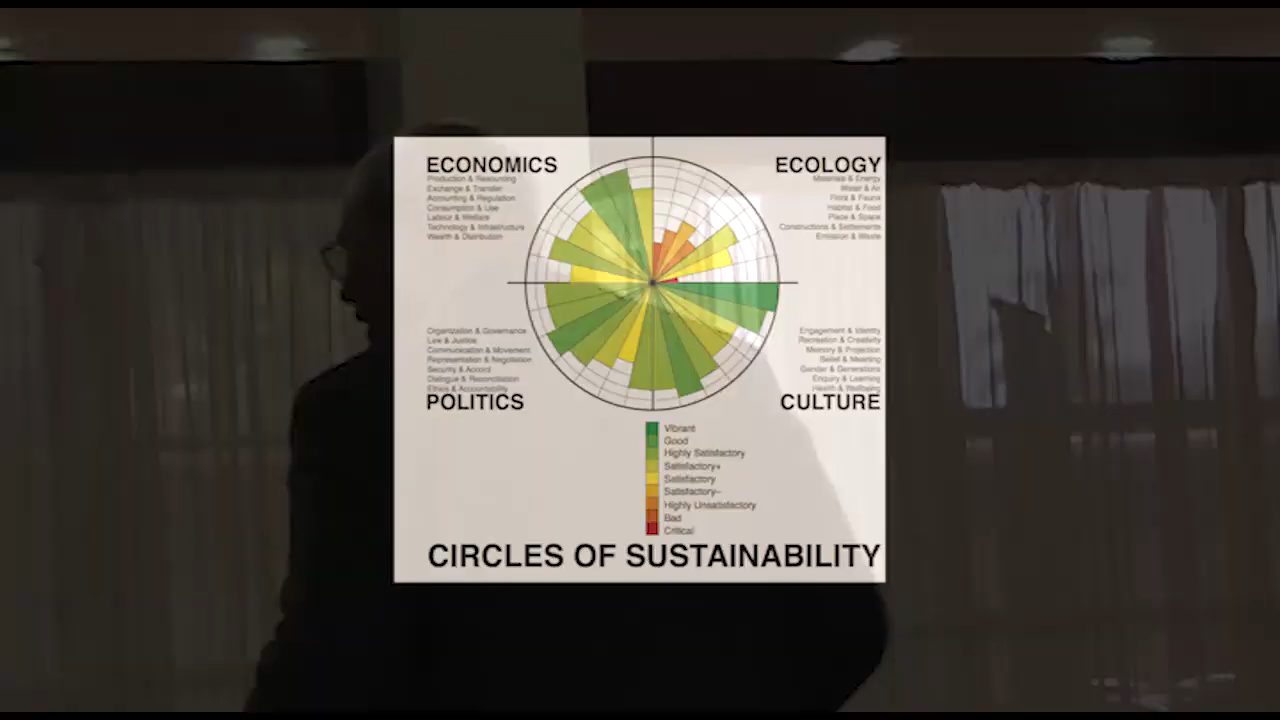 ECONOMICS
Production & Resourcing
Exchange & Transfer
Accounting & Regulation
Consumption & Use
Labour & Welfare
Technology & Infrastructure
Wealth & Distribution
ECOLOGY
Materials & Energy
Water & Air
Flora & Fauna
Habitat & Food
Place & Space
Constructions & Settlements
Emission & Waste
Organization & Governance
Law & Justice
Communication & Movement
Representation & Negotiation
Security & Accord
Dialogue & Reconciliation
Ethics & Accountability
POLITICS
Engagement & Identity
Recreation & Creativity
Memory & Projection
Belief & Meaning
Gender & Generations
Enquiry & Learning
Health & Wellbeing
CULTURE
Vibrant
Good
Highly Satisfactory
Satisfactory+
Satisfactory
Satisfactory–
Highly Unsatisfactory
Bad
Critical
CIRCLES OF SUSTAINABILITY